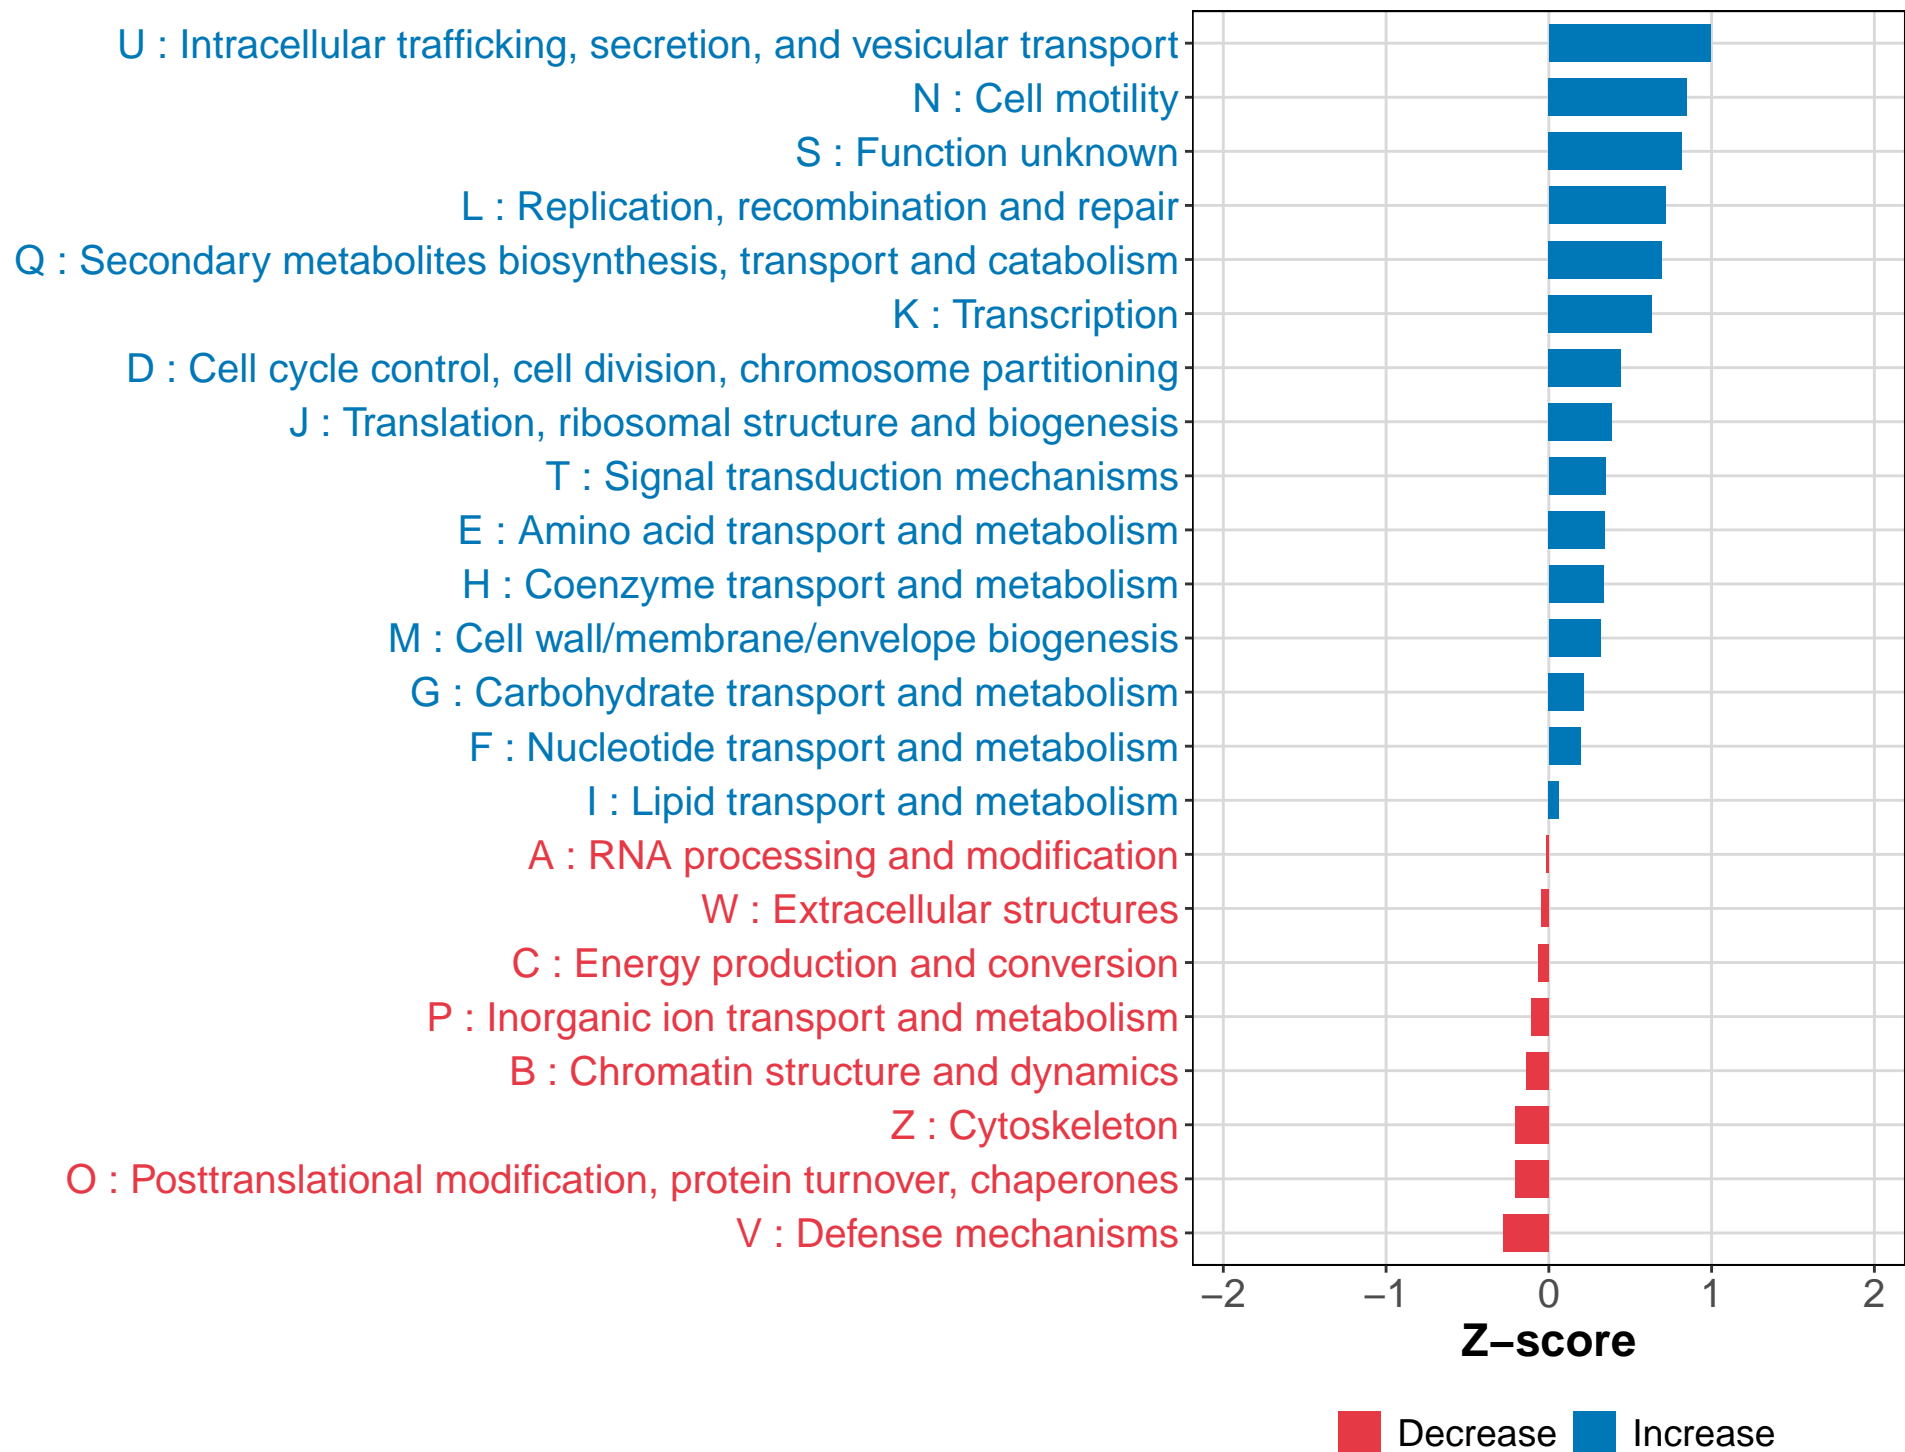 U : Intracellular trafficking, secretion, and vesicular transport
N : Cell motility
S : Function unknown
L : Replication, recombination and repair
Q : Secondary metabolites biosynthesis, transport and catabolism
K : Transcription
D : Cell cycle control, cell division, chromosome partitioning
J : Translation, ribosomal structure and biogenesis
T : Signal transduction mechanisms
E : Amino acid transport and metabolism
H : Coenzyme transport and metabolism
M : Cell wall/membrane/envelope biogenesis
G : Carbohydrate transport and metabolism
F : Nucleotide transport and metabolism
I : Lipid transport and metabolism
A : RNA processing and modification
W : Extracellular structures
C : Energy production and conversion
P : Inorganic ion transport and metabolism
B : Chromatin structure and dynamics
Z : Cytoskeleton
O : Posttranslational modification, protein turnover, chaperones
V : Defense mechanisms
−2 −1 0 1 2
Z−score
Decrease Increase